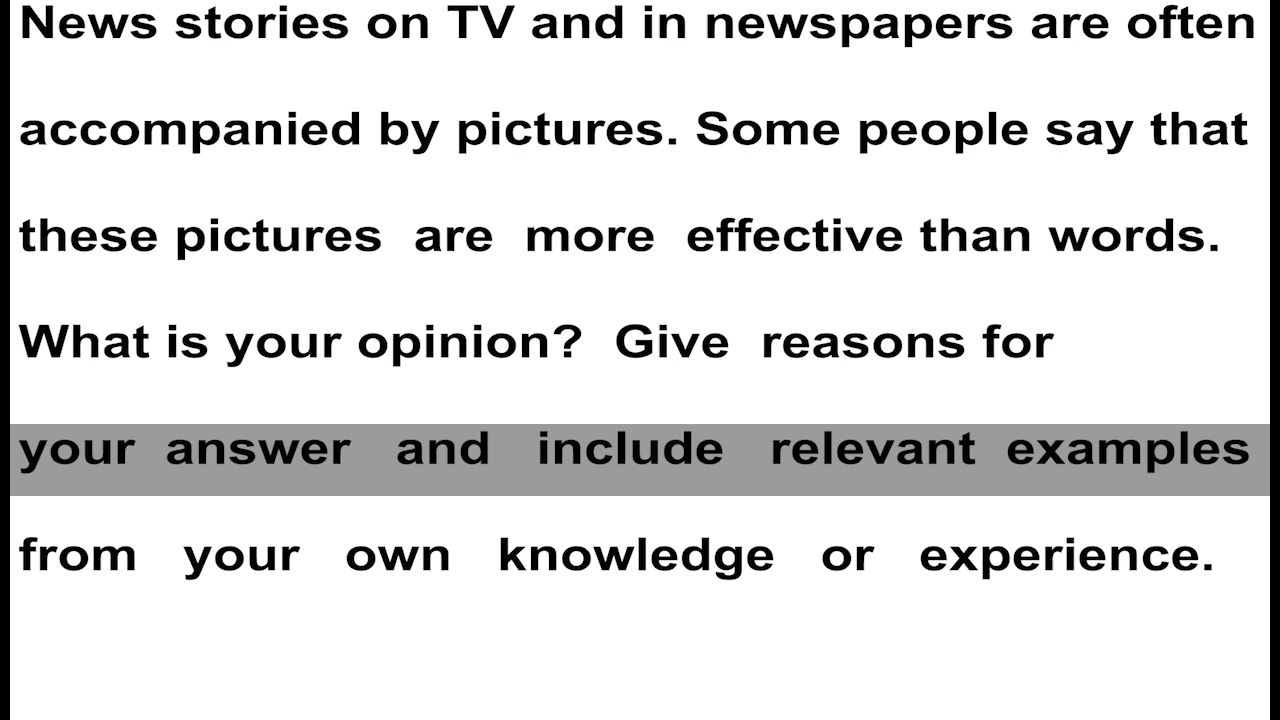 News stories on TV and in newspapers are often
accompanied by pictures. Some people say that
these pictures are more effective than words.
What is your opinion? Give reasons for
your answer and include relevant examples
from your own knowledge or experience.